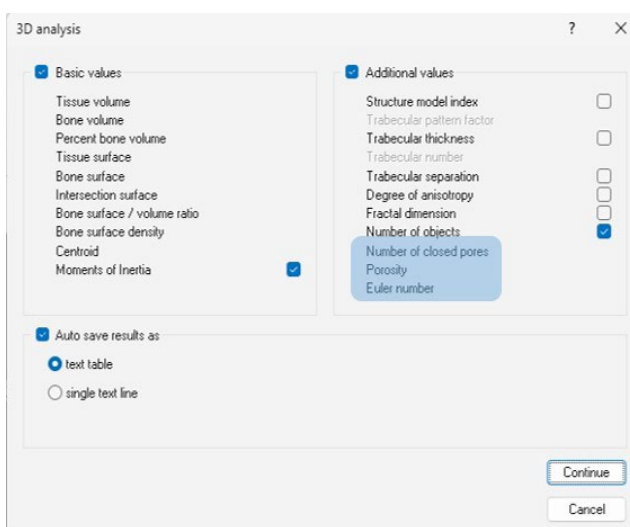 3D analysis
?
Basic values
Tissue volume
Bone volume
Percent bone volume
Tissue surface
Bone surface
Intersection surface
Bone surface / volume ratio
Bone surface density
Centroid
Moments of Inertia
Additional values
Structure model index
Trabecular pattern factor
Trabecular thickness
Trabecular number
Trabecular separation
Degree of anisotropy
Fractal dimension
Number of objects
Number of closed pores
Porosity
Euler number
Auto save results as
text table
single text line
Continue
Cancel